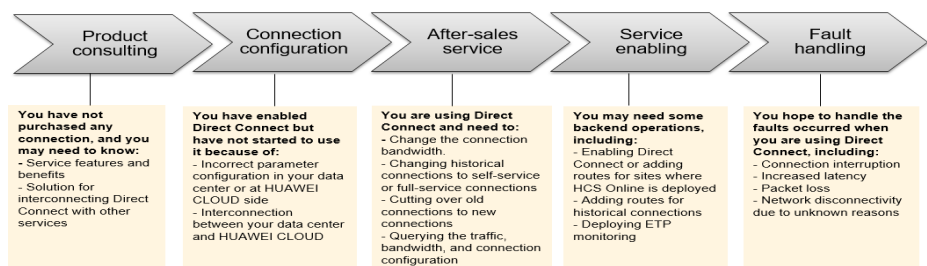 Product
consulting
Connection
configuration
After-sales
service
Service
enabling
Fault
handling
You have not
purchased any
connection, and you
may need to know:
- Service features and
benefits
- Solution for
interconnecting Direct
Connect with other
services
You have enabled
Direct Connect but
have not started to use
it because of:
- Incorrect parameter
configuration in your data
center or at HUAWEI
CLOUD side
- Interconnection
between your data center
and HUAWEI CLOUD
You are using Direct
Connect and need to:
- Change the connection
bandwidth.
- Changing historical
connections to self-service
or full-service connections
- Cutting over old
connections to new
connections
- Querying the traffic,
bandwidth, and connection
configuration
You may need some
backend operations,
including:
- Enabling Direct
Connect or adding
routes for sites where
HCS Online is deployed
- Adding routes for
historical connections
- Deploying ETP
monitoring
You hope to handle the
faults occurred when
you are using Direct
Connect, including:
- Connection interruption
- Increased latency
- Packet loss
- Network disconnectivity
due to unknown reasons